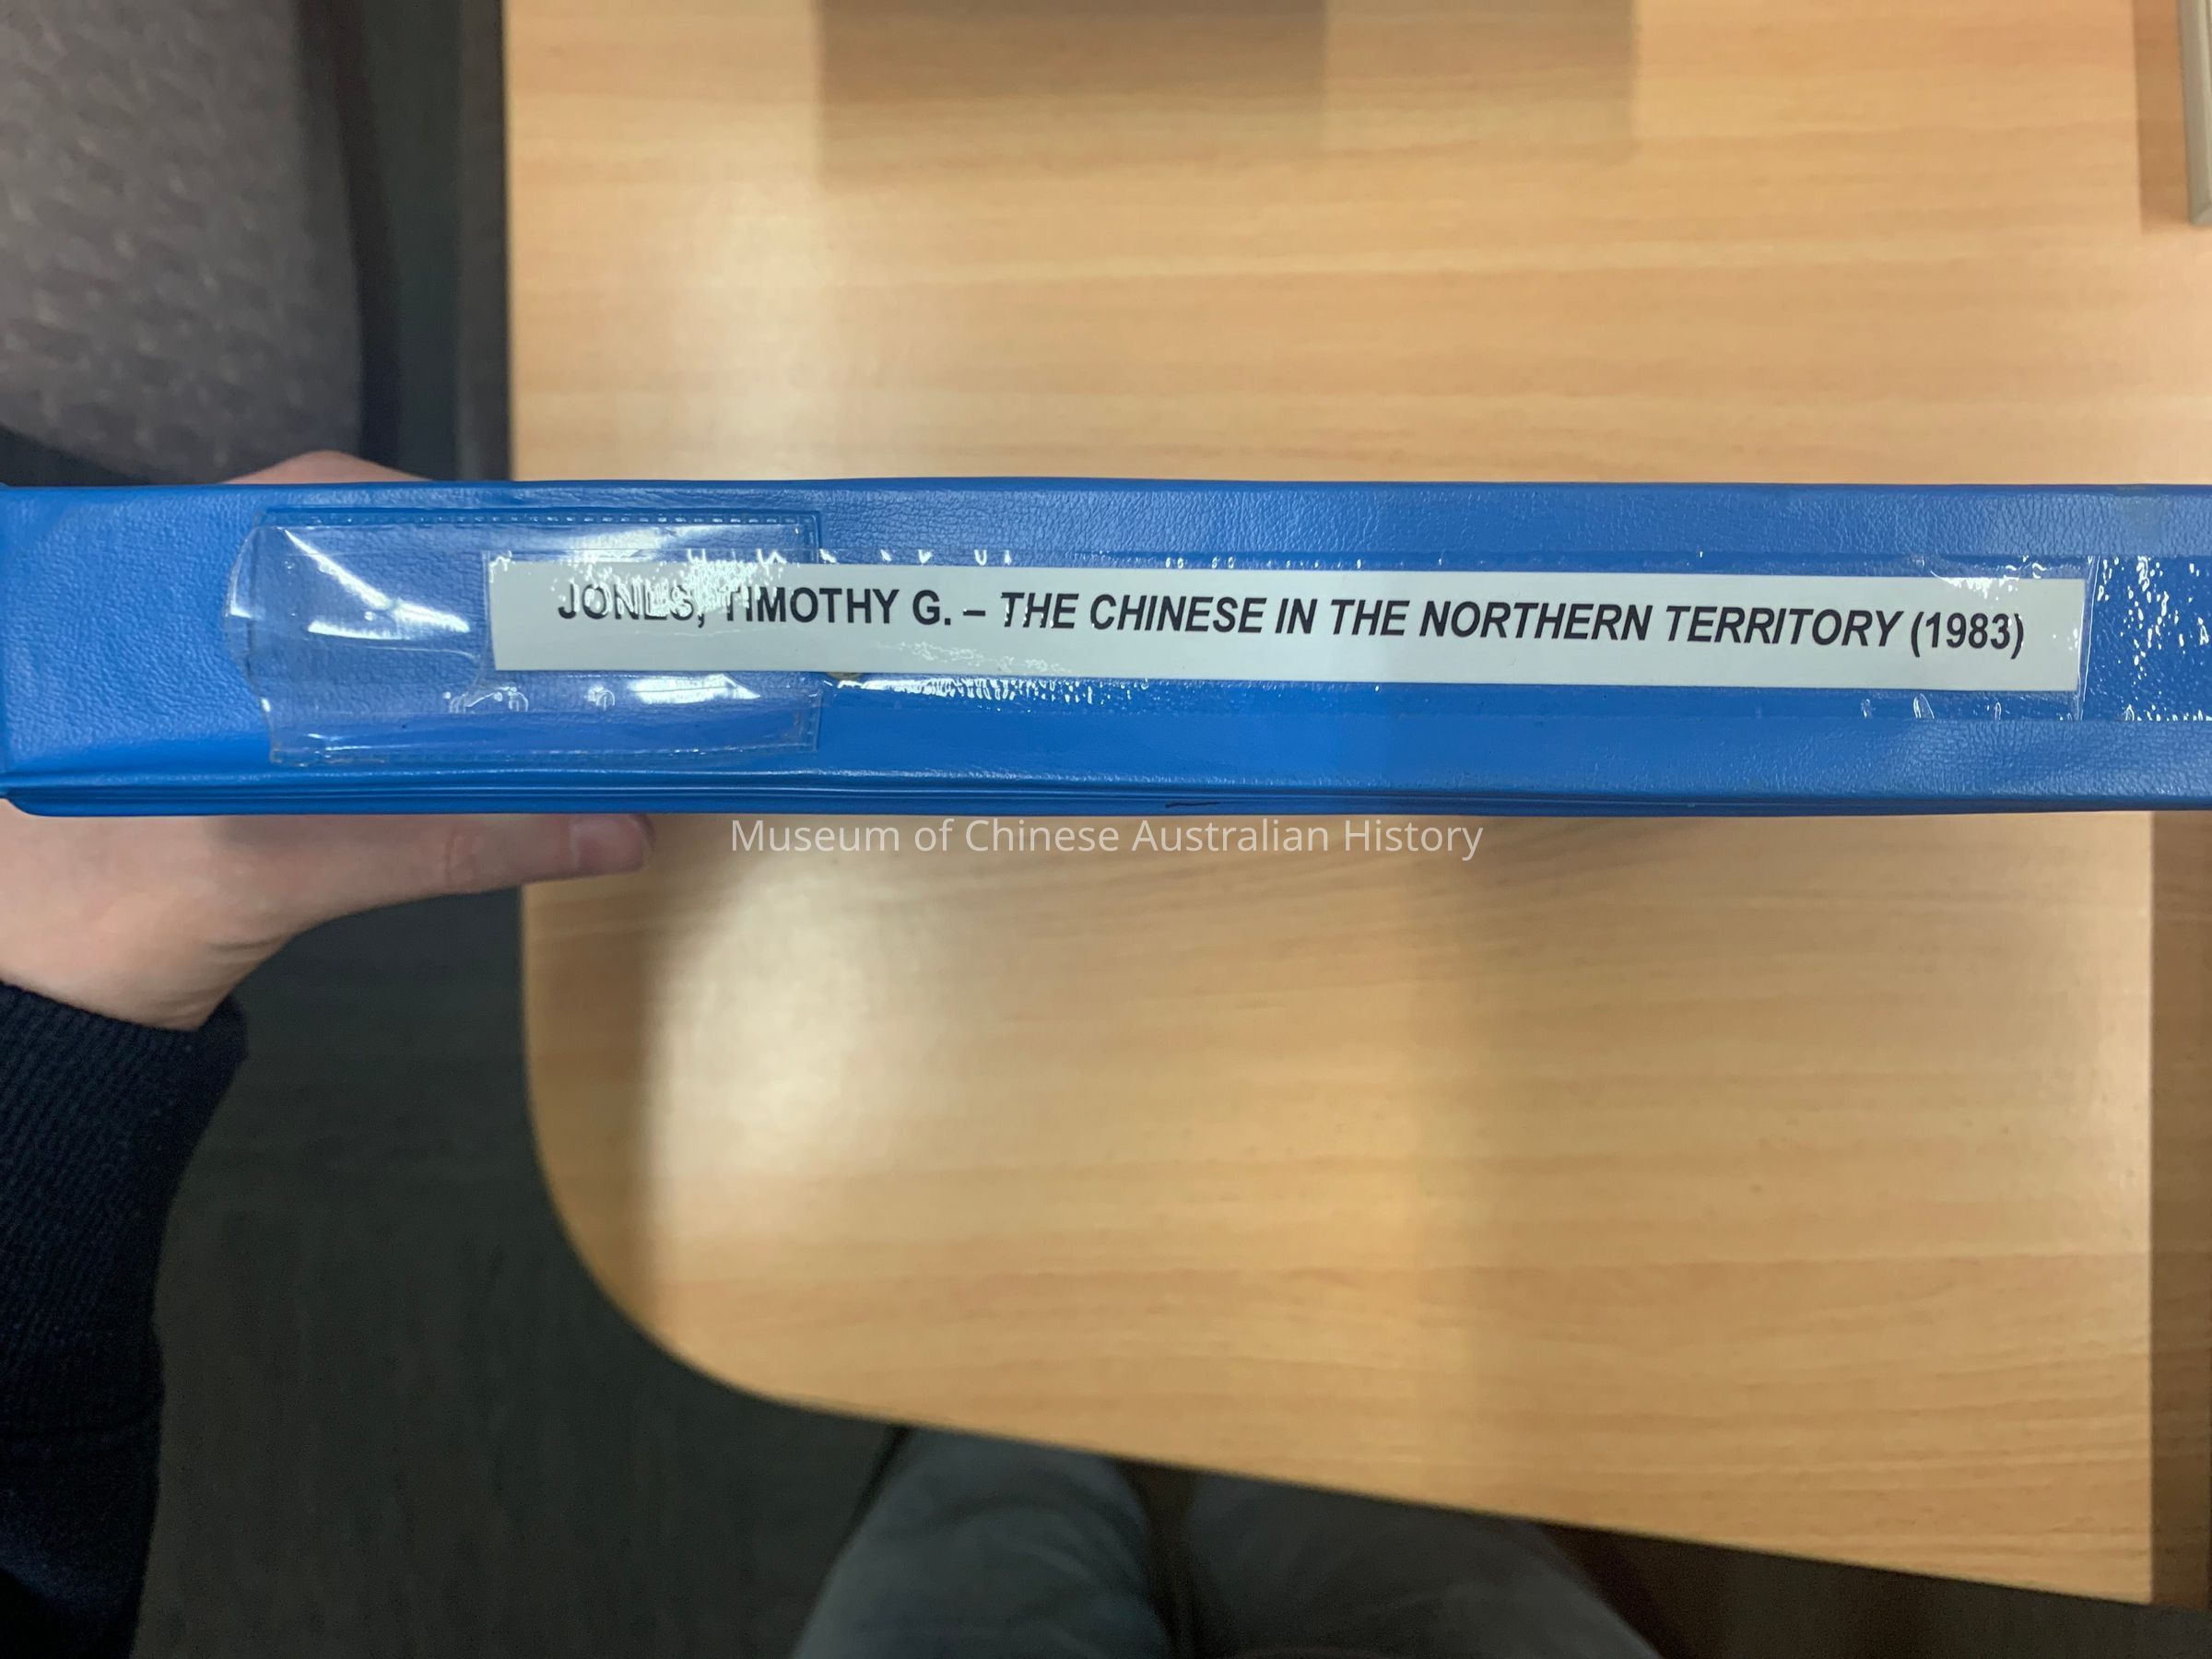 JONES, TIMOTHY G. – THE CHINESE IN THE NORTHERN TERRITORY (1983)
Museum of Chinese Australian History